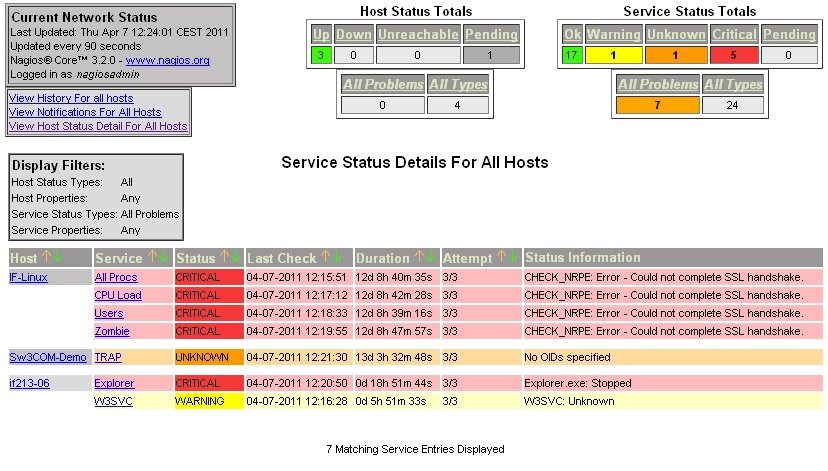 Current Network Status
Last Updated: Thu Apr 7 12:24:01 CEST 2011
Updated every 90 seconds
Nagios® Core™ 3.2.0 - www.nagios.org
Logged in as nagiosadmin
View History For all hosts
View Notifications For All Hosts
View Host Status Detail For All Hosts
Host Status Totals
Up Down Unreachable Pending
3 0 0 1
All Problems All Types
0 4
Service Status Totals
Ok Warning Unknown Critical Pending
17 1 1 5 0
All Problems All Types
7 24
Display Filters:
Host Status Types: All
Host Properties: Any
Service Status Types: All Problems
Service Properties: Any
Service Status Details For All Hosts
Host Service Status Last Check Duration Attempt Status Information
IF-Linux All Procs CRITICAL 04-07-2011 12:15:51 12d 8h 40m 35s 3/3 CHECK_NRPE: Error - Could not complete SSL handshake.
CPU Load CRITICAL 04-07-2011 12:17:12 12d 8h 42m 28s 3/3 CHECK_NRPE: Error - Could not complete SSL handshake.
Users CRITICAL 04-07-2011 12:18:33 12d 8h 39m 16s 3/3 CHECK_NRPE: Error - Could not complete SSL handshake.
Zombie CRITICAL 04-07-2011 12:19:55 12d 8h 47m 57s 3/3 CHECK_NRPE: Error - Could not complete SSL handshake.
Sw3COM-Demo TRAP UNKNOWN 04-07-2011 12:21:30 13d 3h 32m 48s 3/3 No OIDs specified
if213-06 Explorer CRITICAL 04-07-2011 12:20:50 0d 18h 51m 44s 3/3 Explorer.exe: Stopped
W3SVC WARNING 04-07-2011 12:16:28 0d 5h 51m 33s 3/3 W3SVC: Unknown
7 Matching Service Entries Displayed